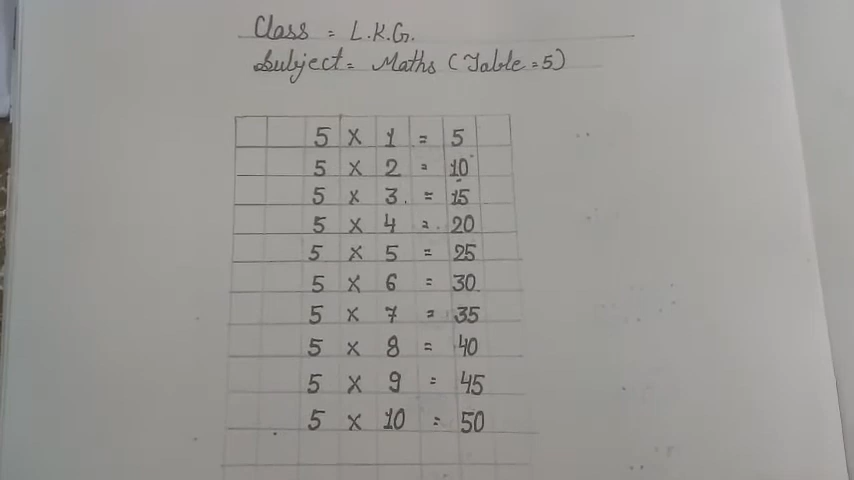 Class = L.K.G.
Subject = Maths (Table = 5)
5 × 1 = 5
5 × 2 = 10
5 × 3 = 15
5 × 4 = 20
5 × 5 = 25
5 × 6 = 30
5 × 7 = 35
5 × 8 = 40
5 × 9 = 45
5 × 10 = 50